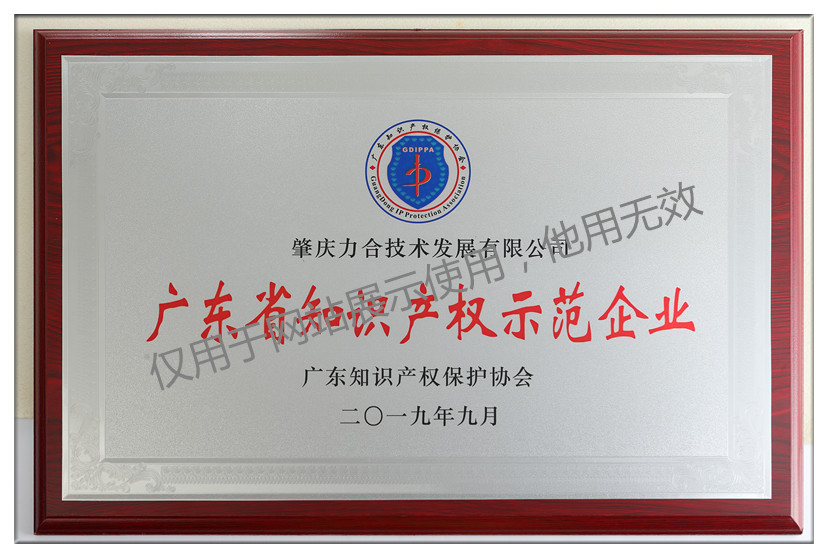 广东知识产权保护协会
GDIPPA
GuangDong IP Protection Association
肇庆力合技术发展有限公司
广东省知识产权示范企业
仅用于网站展示使用，他用无效
广东知识产权保护协会
二〇一九年九月